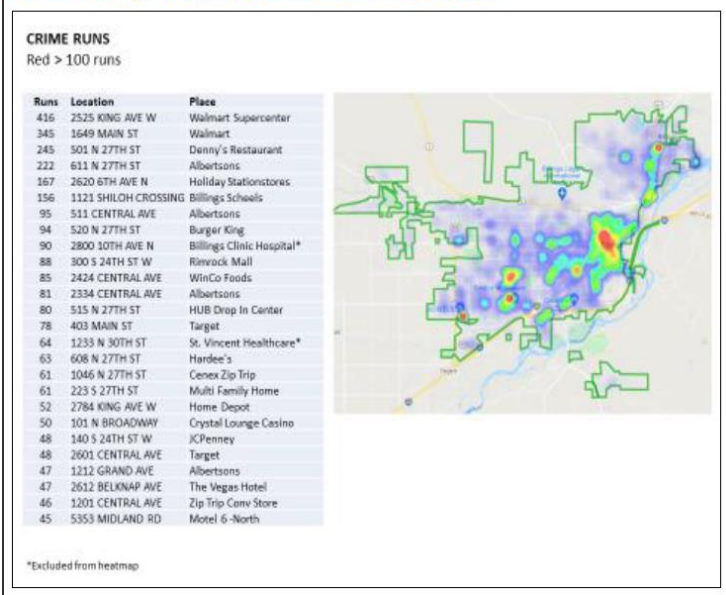 CRIME RUNS
Red > 100 runs
Runs Location Place
416 2525 KING AVE W Walmart Supercenter
345 1649 MAIN ST Walmart
245 501 N 27TH ST Denny's Restaurant
222 611 N 27TH ST Albertsons
167 2620 6TH AVE N Holiday Stationstores
156 1121 SHILOH CROSSING Billings Scheels
95 511 CENTRAL AVE Albertsons
94 520 N 27TH ST Burger King
90 2800 10TH AVE N Billings Clinic Hospital*
88 300 S 24TH ST W Rimrock Mall
85 2424 CENTRAL AVE WinCo Foods
81 2334 CENTRAL AVE Albertsons
80 515 N 27TH ST HUB Drop In Center
78 403 MAIN ST Target
64 1233 N 30TH ST St. Vincent Healthcare*
63 608 N 27TH ST Hardee's
61 1046 N 27TH ST Cenex Zip Trip
61 223 S 27TH ST Multi Family Home
52 2784 KING AVE W Home Depot
50 101 N BROADWAY Crystal Lounge Casino
48 140 S 24TH ST W JCPenney
48 2601 CENTRAL AVE Target
47 1212 GRAND AVE Albertsons
47 2612 BELKNAP AVE The Vegas Hotel
46 1201 CENTRAL AVE Zip Trip Conv Store
45 5353 MIDLAND RD Motel 6 -North
*Excluded from heatmap